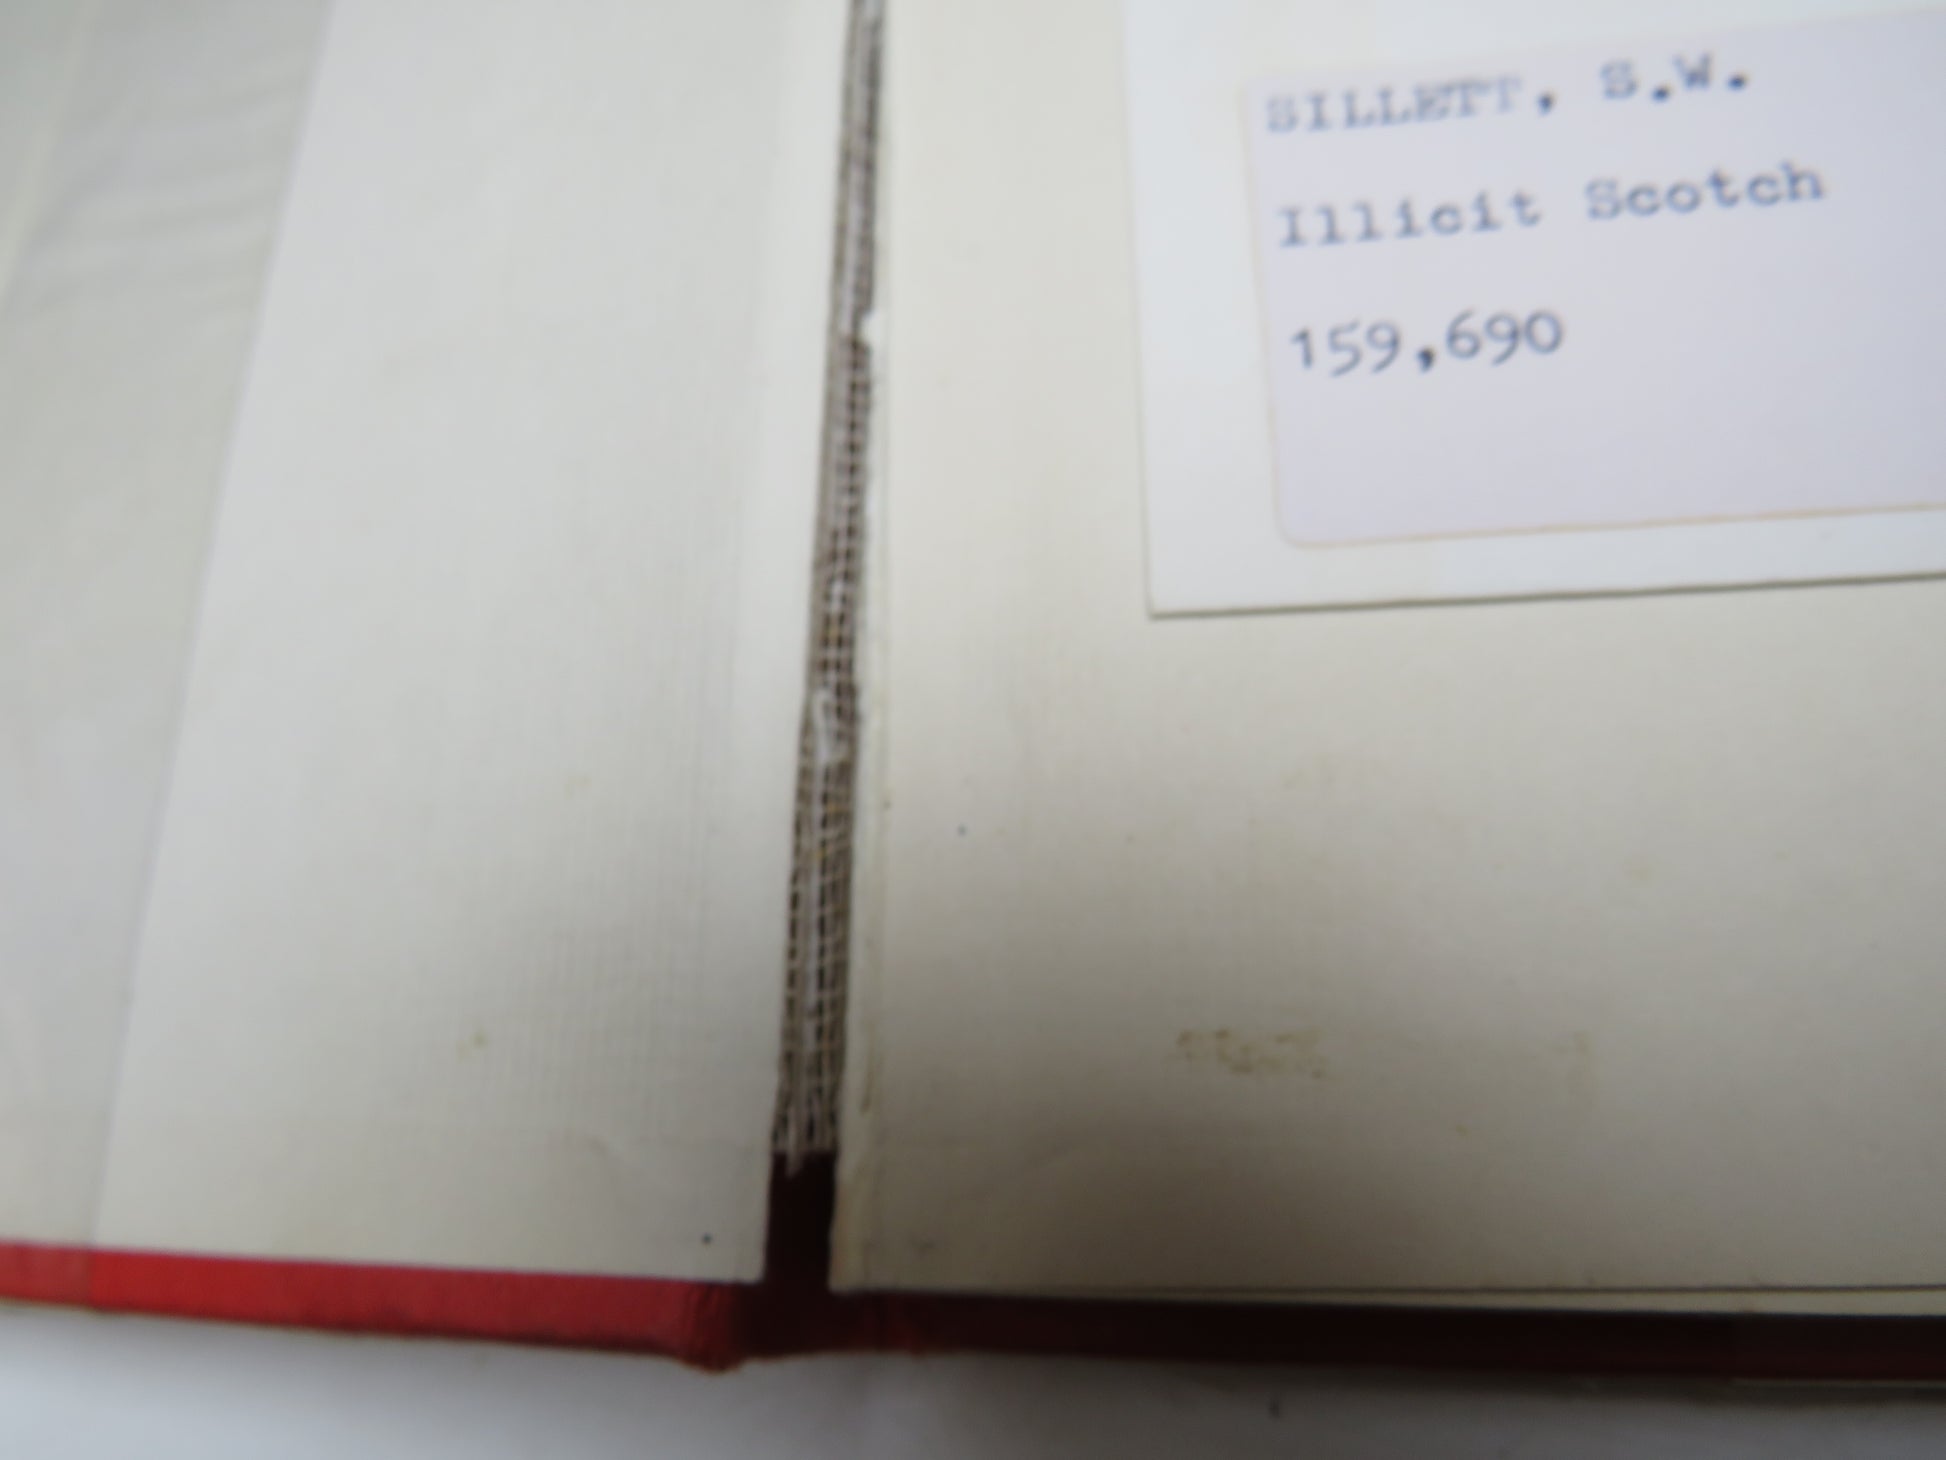 SILLETT, S.W.
Illicit Scotch
159,690